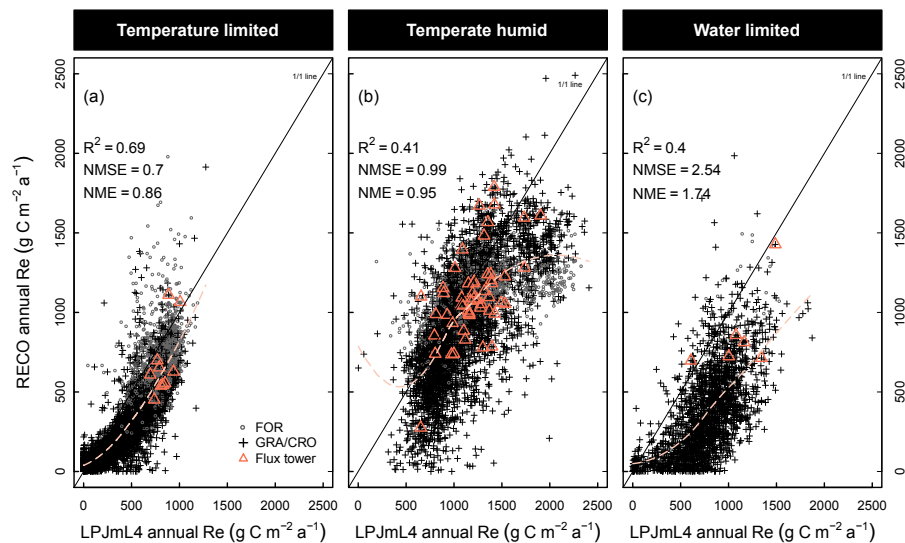 Temperature limited
Temperate humid
Water limited
2500
2000
1500
1000
500
0
RECO annual Re (g C m⁻² a⁻¹)
(a)
1/1 line
R² = 0.69
NMSE = 0.7
NME = 0.86
FOR
GRA/CRO
Flux tower
0 500 1000 1500 2000 2500
LPJmL4 annual Re (g C m⁻² a⁻¹)
(b)
1/1 line
R² = 0.41
NMSE = 0.99
NME = 0.95
0 500 1000 1500 2000 2500
LPJmL4 annual Re (g C m⁻² a⁻¹)
(c)
1/1 line
R² = 0.4
NMSE = 2.54
NME = 1.74
0 500 1000 1500 2000 2500
LPJmL4 annual Re (g C m⁻² a⁻¹)
2500
2000
1500
1000
500
0